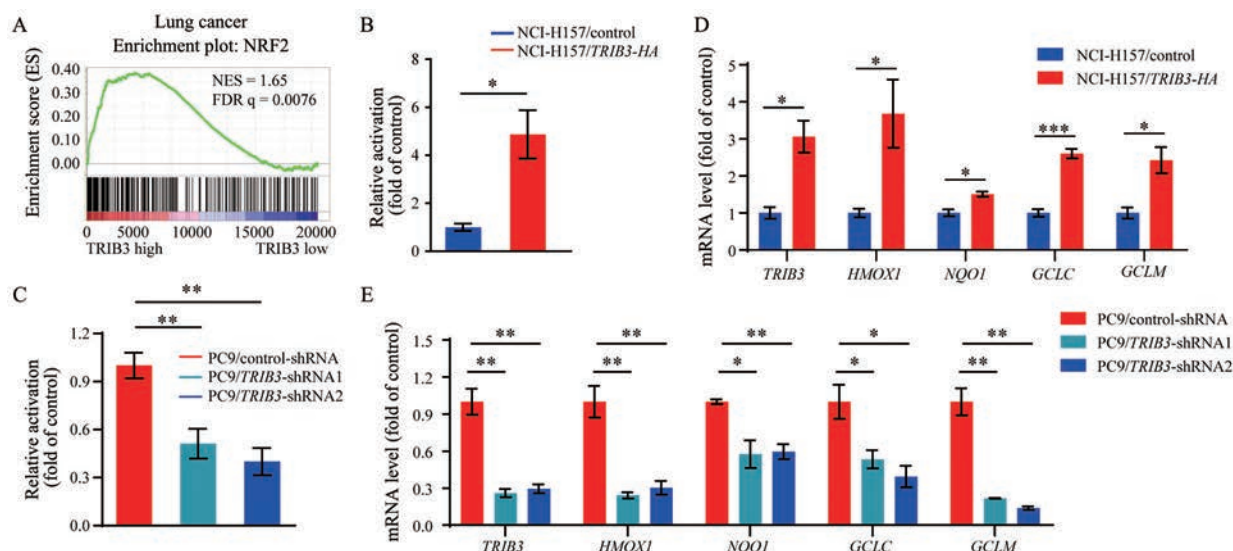 A
Lung cancer
Enrichment plot: NRF2
Enrichment score (ES)
0.40
0.30
0.20
0.10
0.00
NES = 1.65
FDR q = 0.0076
0 5000 10000 15000 20000
TRIB3 high TRIB3 low
B
NCI-H157/control
NCI-H157/TRIB3-HA
Relative activation
(fold of control)
8
6
4
2
0
*
D
NCI-H157/control
NCI-H157/TRIB3-HA
mRNA level (fold of control)
5
4
3
2
1
0
* * * *** *
TRIB3 HMOX1 NQO1 GCLC GCLM
C
Relative activation
(fold of control)
1.2
0.9
0.6
0.3
0.0
**
**
PC9/control-shRNA
PC9/TRIB3-shRNA1
PC9/TRIB3-shRNA2
E
mRNA level (fold of control)
1.5
1.2
0.9
0.6
0.3
0.0
** ** ** * **
** ** * * **
PC9/control-shRNA
PC9/TRIB3-shRNA1
PC9/TRIB3-shRNA2
TRIB3 HMOX1 NQO1 GCLC GCLM